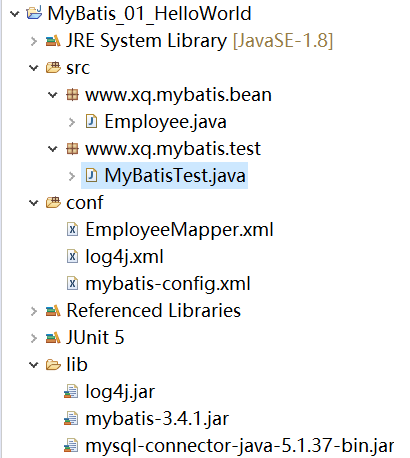 MyBatis_01_HelloWorld
JRE System Library [JavaSE-1.8]
src
www.xq.mybatis.bean
Employee.java
www.xq.mybatis.test
MyBatisTest.java
conf
EmployeeMapper.xml
log4j.xml
mybatis-config.xml
Referenced Libraries
JUnit 5
lib
log4j.jar
mybatis-3.4.1.jar
mysql-connector-java-5.1.37-bin.jar